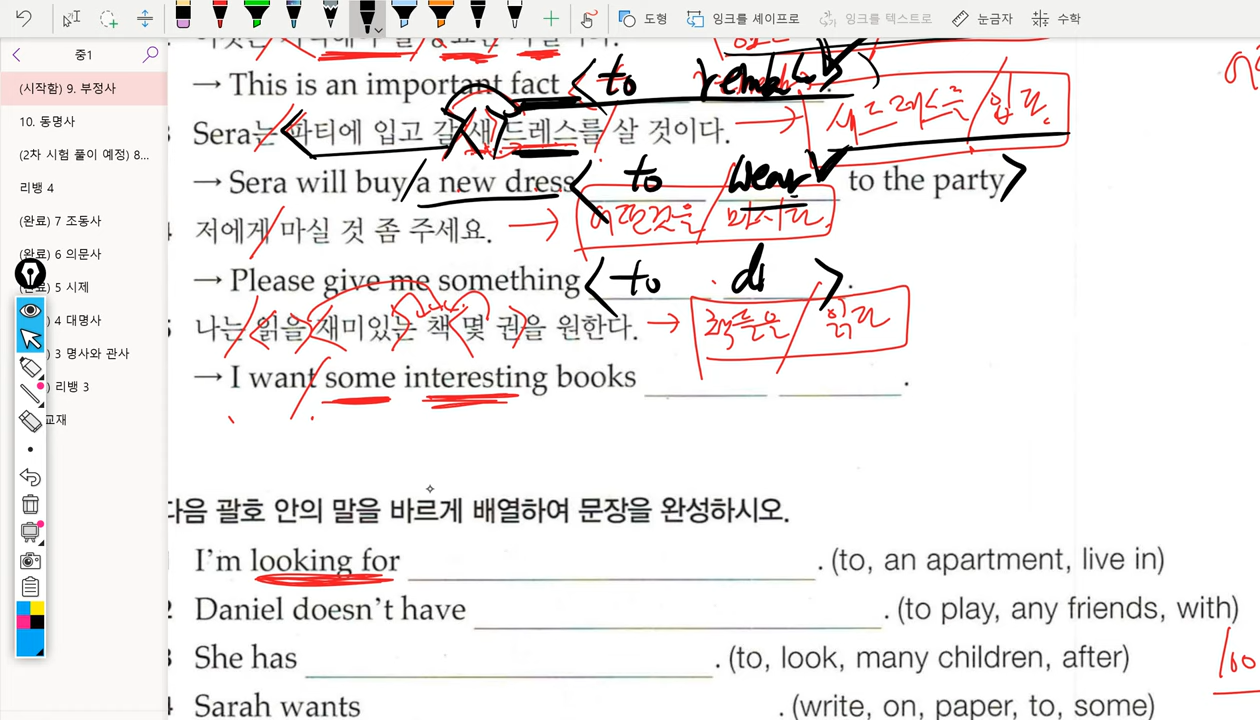 도형
잉크를 셰이프로
잉크를 텍스트로
눈금자
수학
중1
(시작함) 9. 부정사
10. 동명사
(2차 시험 풀이 예정) 8...
리뱅 4
(완료) 7 조동사
(완료) 6 의문사
5 시제
4 대명사
) 3 명사와 관사
) 리뱅 3
교재
→ This is an important fact <to
Sera는 파티에 입고 갈 새 드레스를 살 것이다. → 새 드레스를 / 입다.
→ Sera will buy a new dress <to wear to the party>
저에게 마실 것 좀 주세요. → 어떤것을 / 마시다.
→ Please give me something <to d >.
나는 읽을 재미있는 책 몇 권을 원한다. → 책들을 / 읽다
→ I want some interesting books .
다음 괄호 안의 말을 바르게 배열하여 문장을 완성하시오.
I'm looking for . (to, an apartment, live in)
2 Daniel doesn't have . (to play, any friends, with)
She has . (to, look, many children, after)
Sarah wants . (write, on, paper, to, some)